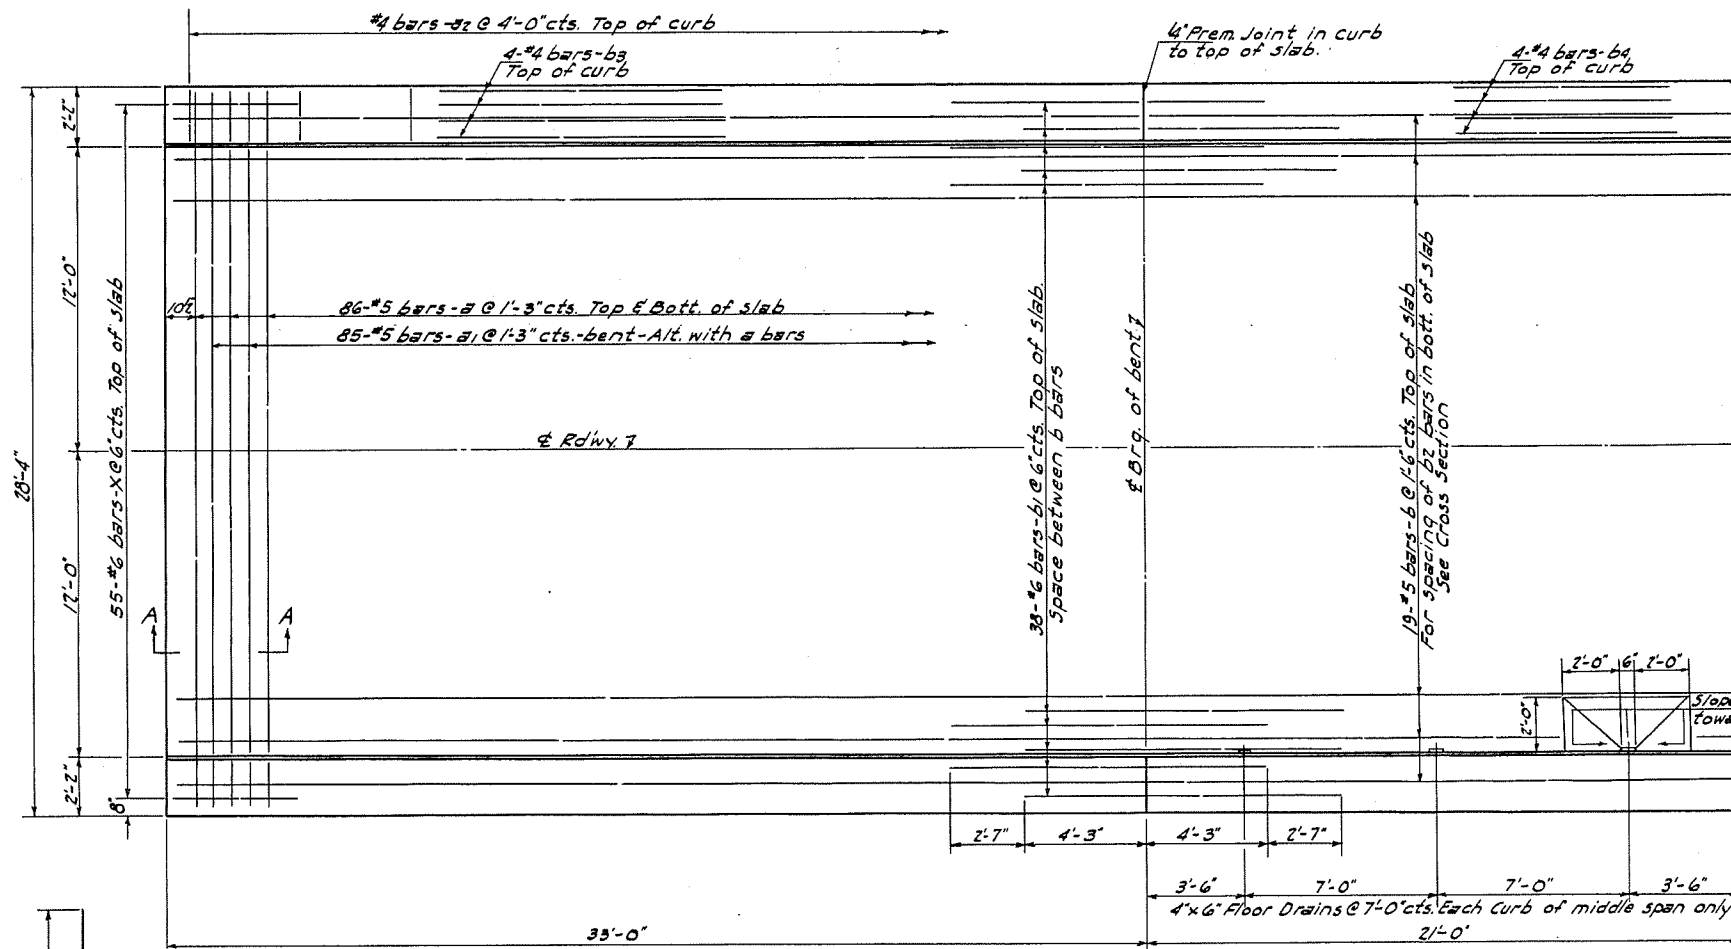 #4 bars-a2 @ 4'-0" cts. Top of curb
4-#4 bars-b3
Top of curb
¼" Prem. Joint in curb
to top of slab.
4-#4 bars-b4
Top of curb
2'-2"
12'-0"
28'-4"
12'-0"
2'-2"
8"
55-#6 bars-X @ 6" cts. Top of slab
10½
86-#5 bars-a @ 1'-3" cts. Top & Bott. of slab
85-#5 bars-a1 @ 1'-3" cts.-bent-Alt. with a bars
℄ Rdwy.
A
A
38-#6 bars-b1 @ 6" cts. Top of slab.
Space between b bars
℄ Brg. of bent
19-#5 bars-b @ 1'-6" cts. Top of slab
For spacing of b2 bars in bott. of slab
See Cross Section
2'-0"
6"
2'-0"
2'-0"
Slope
2'-7"
4'-3"
4'-3"
2'-7"
3'-6"
7'-0"
7'-0"
3'-6"
4"x6" Floor Drains @ 7'-0" cts. Each Curb of middle span only
33'-0"
21'-0"